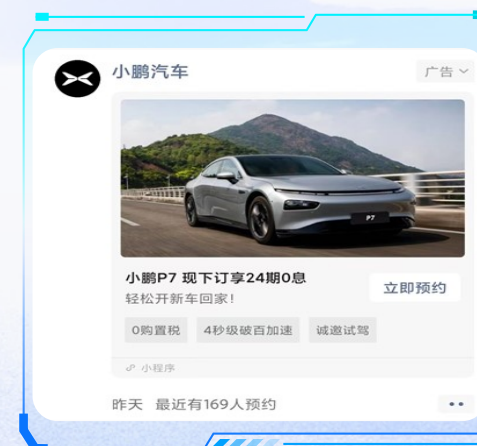 小鹏汽车
广告
P7
小鹏P7 现下订享24期0息
轻松开新车回家!
立即预约
0购置税 4秒级破百加速 诚邀试驾
小程序
昨天 最近有169人预约